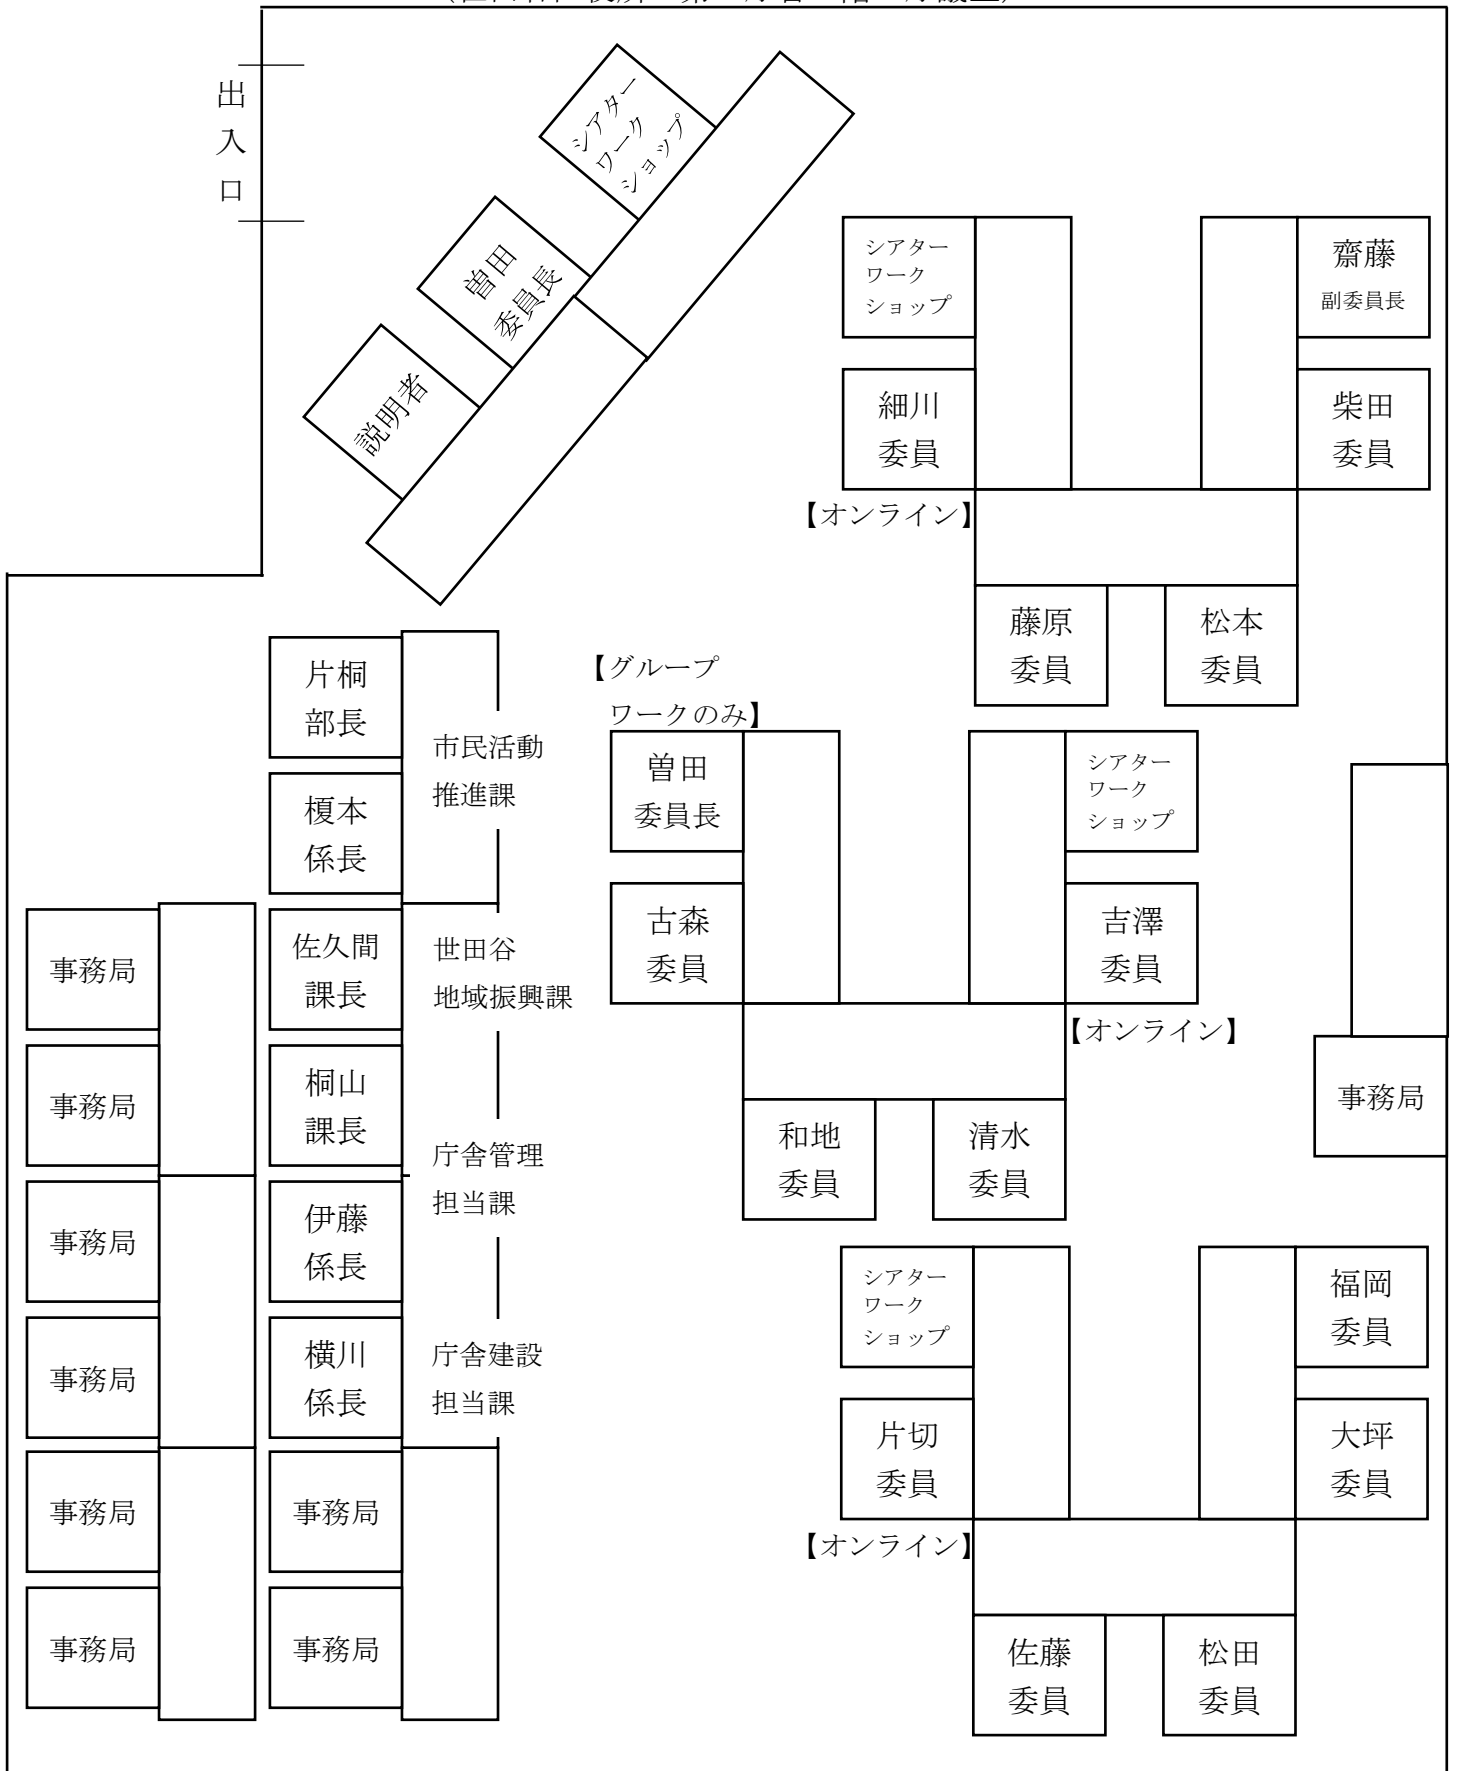 出
入
口
シアター
ワーク
ショップ
曽田
委員長
説明者
シアター
ワーク
ショップ
齋藤
副委員長
細川
委員
柴田
委員
【オンライン】
藤原
委員
松本
委員
片桐
部長
榎本
係長
市民活動
推進課
佐久間
課長
世田谷
地域振興課
桐山
課長
庁舎管理
担当課
伊藤
係長
横川
係長
庁舎建設
担当課
事務局
事務局
事務局
事務局
事務局
事務局
事務局
事務局
【グループ
ワークのみ】
曽田
委員長
シアター
ワーク
ショップ
古森
委員
吉澤
委員
【オンライン】
和地
委員
清水
委員
事務局
シアター
ワーク
ショップ
福岡
委員
片切
委員
大坪
委員
【オンライン】
佐藤
委員
松田
委員